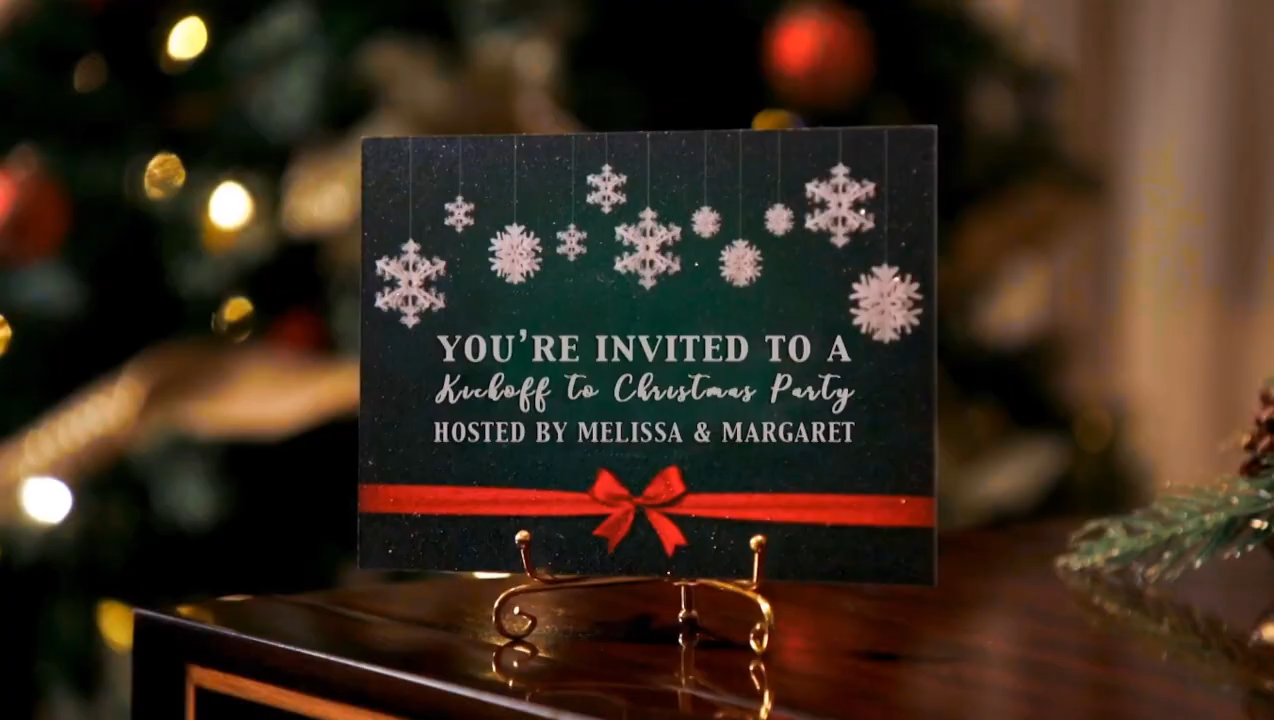 YOU'RE INVITED TO A
Kickoff to Christmas Party
HOSTED BY MELISSA & MARGARET